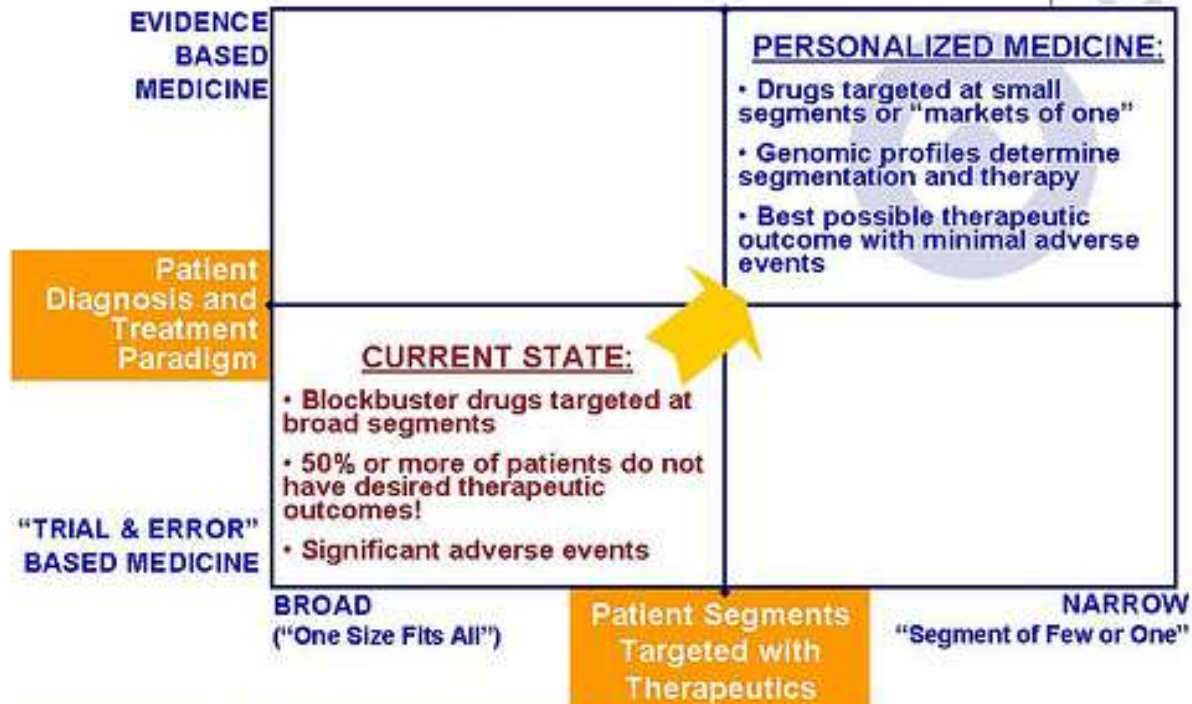 EVIDENCE
BASED
MEDICINE
PERSONALIZED MEDICINE:
• Drugs targeted at small
segments or “markets of one”
• Genomic profiles determine
segmentation and therapy
• Best possible therapeutic
outcome with minimal adverse
events
Patient
Diagnosis and
Treatment
Paradigm
CURRENT STATE:
• Blockbuster drugs targeted at
broad segments
• 50% or more of patients do not
have desired therapeutic
outcomes!
• Significant adverse events
“TRIAL & ERROR”
BASED MEDICINE
BROAD
(“One Size Fits All”)
Patient Segments
Targeted with
Therapeutics
NARROW
“Segment of Few or One”